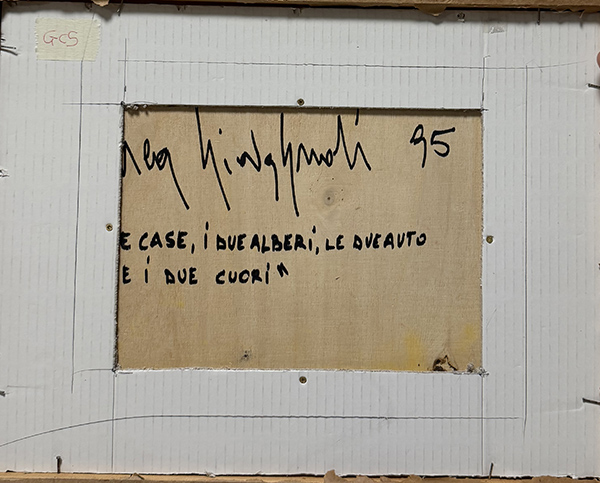 GCS
95
E CASE, i DUE ALBERi, LE DUE AUTO
E i DUE CUORi"